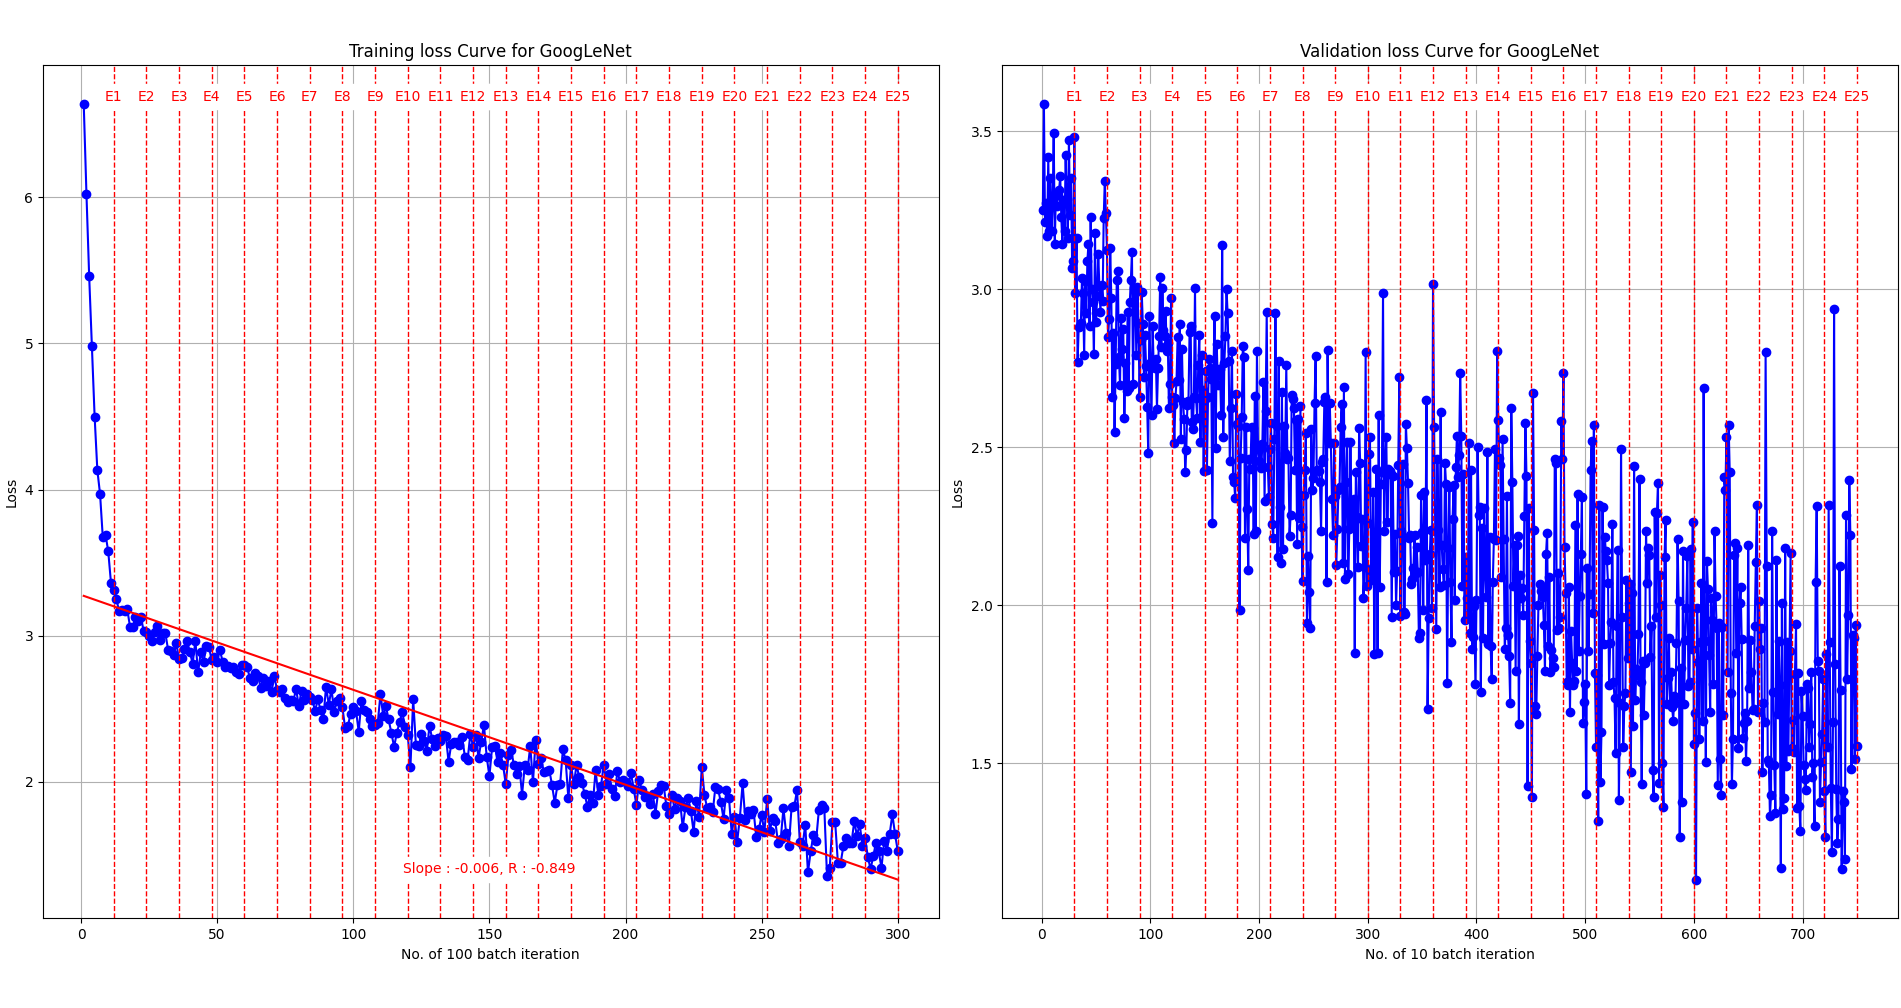 Training loss Curve for GoogLeNet
E1 E2 E3 E4 E5 E6 E7 E8 E9 E10 E11 E12 E13 E14 E15 E16 E17 E18 E19 E20 E21 E22 E23 E24 E25
6
5
4
3
2
Loss
Slope : -0.006, R : -0.849
0 50 100 150 200 250 300
No. of 100 batch iteration
Validation loss Curve for GoogLeNet
E1 E2 E3 E4 E5 E6 E7 E8 E9 E10 E11 E12 E13 E14 E15 E16 E17 E18 E19 E20 E21 E22 E23 E24 E25
3.5
3.0
2.5
2.0
1.5
Loss
0 100 200 300 400 500 600 700
No. of 10 batch iteration